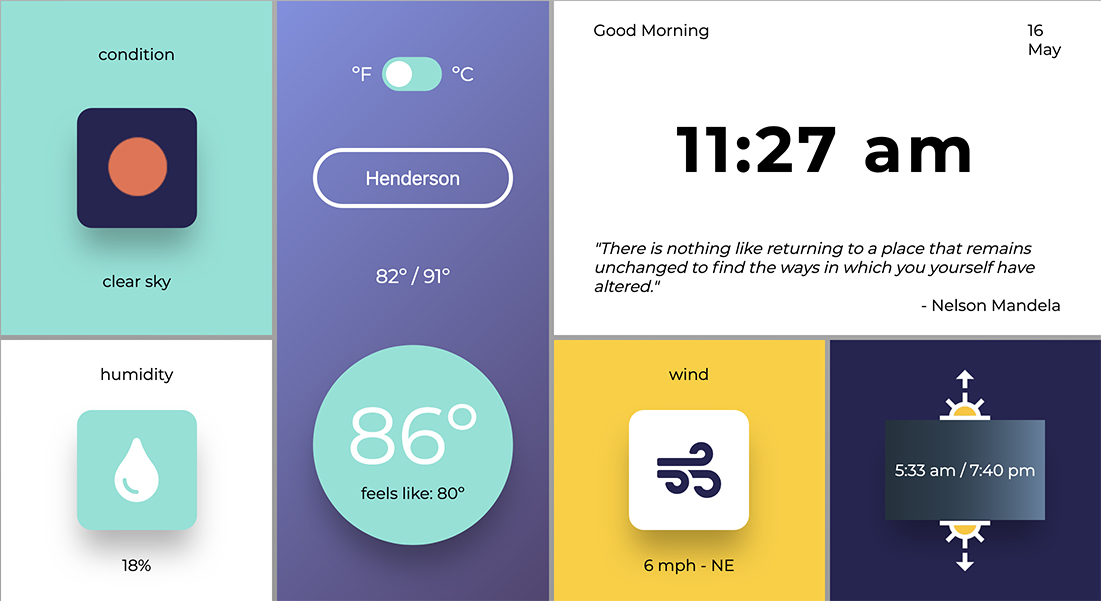 condition
clear sky
humidity
18%
°F °C
Henderson
82° / 91°
86°
feels like: 80°
Good Morning
16
May
11:27 am
"There is nothing like returning to a place that remains
unchanged to find the ways in which you yourself have
altered."
- Nelson Mandela
wind
6 mph - NE
5:33 am / 7:40 pm